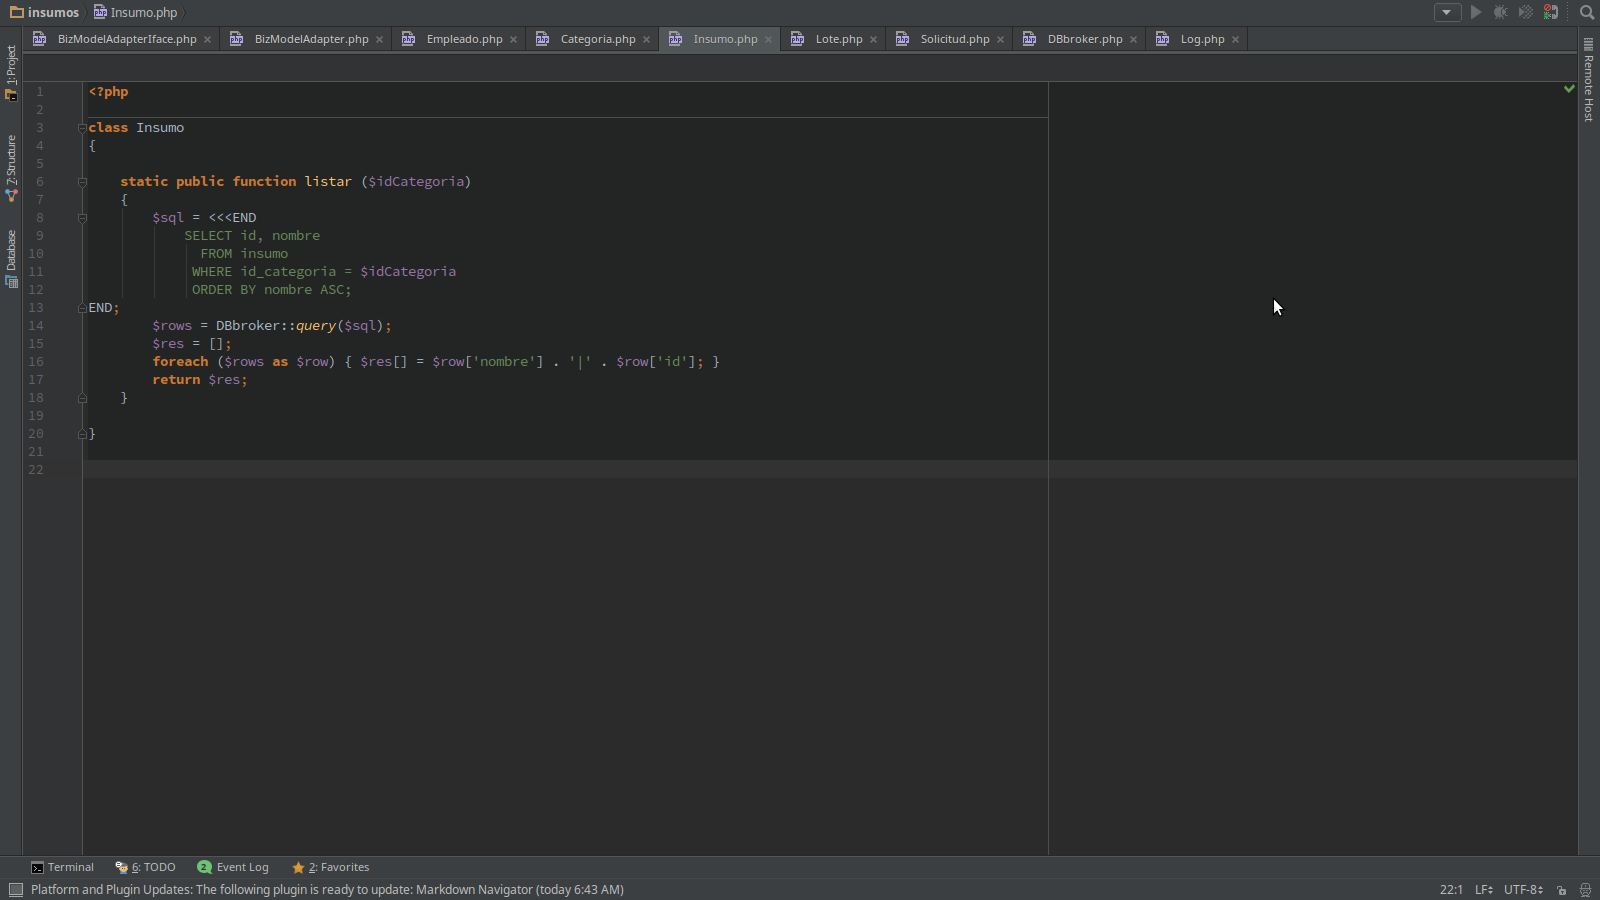 insumos Insumo.php
BizModelAdapterIface.php BizModelAdapter.php Empleado.php Categoria.php Insumo.php Lote.php Solicitud.php DBbroker.php Log.php
1: Project
7: Structure
Database
Remote Host
1 <?php
2
3 class Insumo
4 {
5
6     static public function listar ($idCategoria)
7     {
8         $sql = <<<END
9             SELECT id, nombre
10              FROM insumo
11             WHERE id_categoria = $idCategoria
12             ORDER BY nombre ASC;
13 END;
14         $rows = DBbroker::query($sql);
15         $res = [];
16         foreach ($rows as $row) { $res[] = $row['nombre'] . '|' . $row['id']; }
17         return $res;
18     }
19
20 }
21
22
Terminal 6: TODO 2 Event Log 2: Favorites
Platform and Plugin Updates: The following plugin is ready to update: Markdown Navigator (today 6:43 AM) 22:1 LF UTF-8